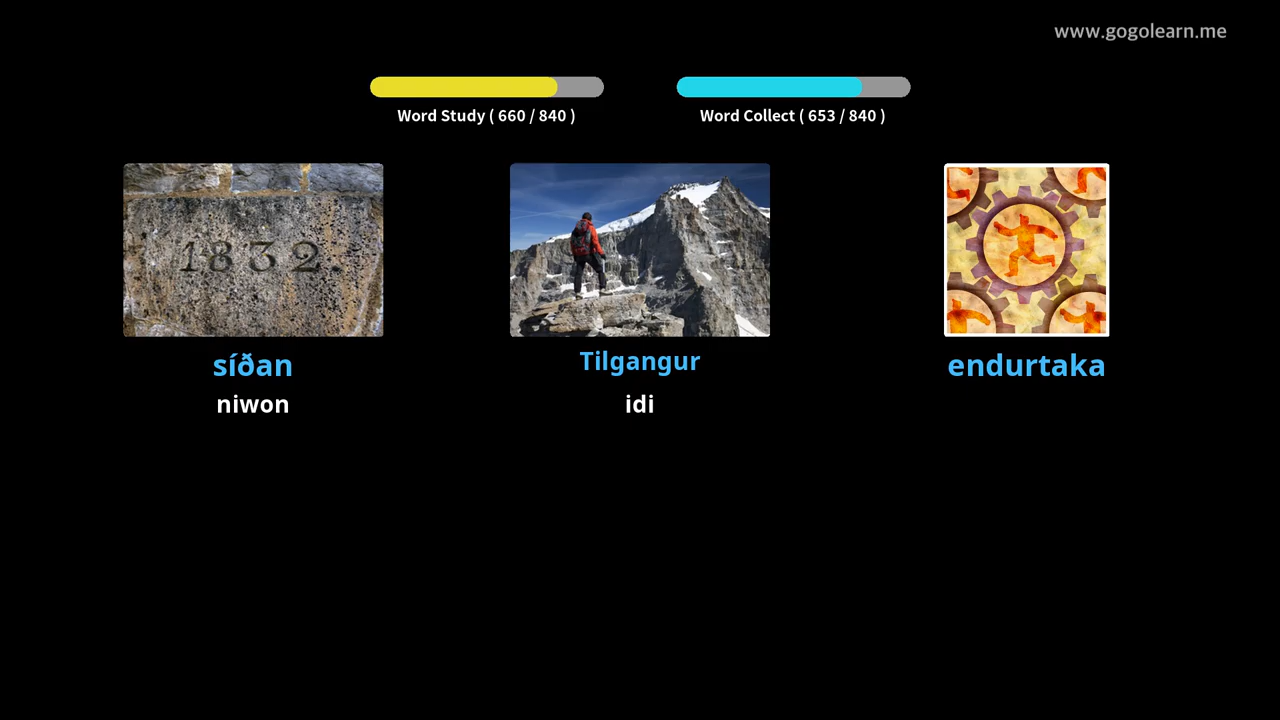 www.gogolearn.me
Word Study ( 660 / 840 )
Word Collect ( 653 / 840 )
1832.
síðan
Tilgangur
endurtaka
niwon
idi